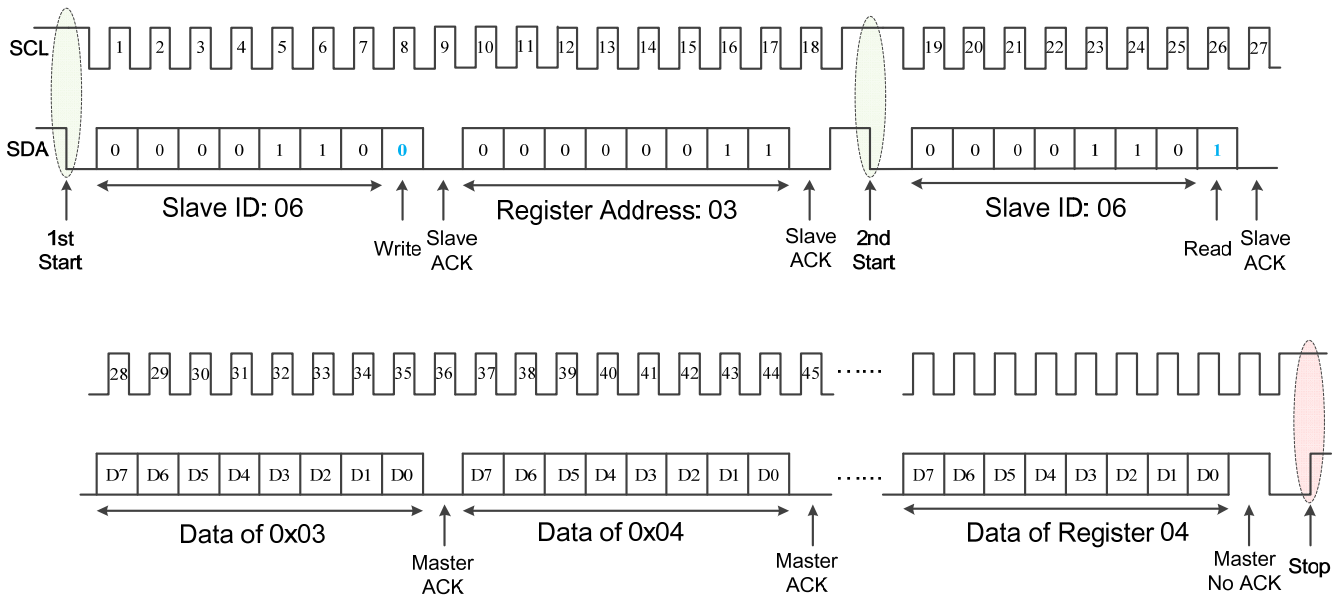 SCL 1 2 3 4 5 6 7 8 9 10 11 12 13 14 15 16 17 18 19 20 21 22 23 24 25 26 27
SDA 0 0 0 0 1 1 0 0 0 0 0 0 0 0 1 1 0 0 0 0 1 1 0 1
Slave ID: 06
Register Address: 03
Slave ID: 06
1st
Start
Write
Slave
ACK
Slave
ACK
2nd
Start
Read
Slave
ACK
28 29 30 31 32 33 34 35 36 37 38 39 40 41 42 43 44 45 ......
D7 D6 D5 D4 D3 D2 D1 D0 D7 D6 D5 D4 D3 D2 D1 D0 ...... D7 D6 D5 D4 D3 D2 D1 D0
Data of 0x03
Data of 0x04
Data of Register 04
Master
ACK
Master
ACK
Master
No ACK
Stop